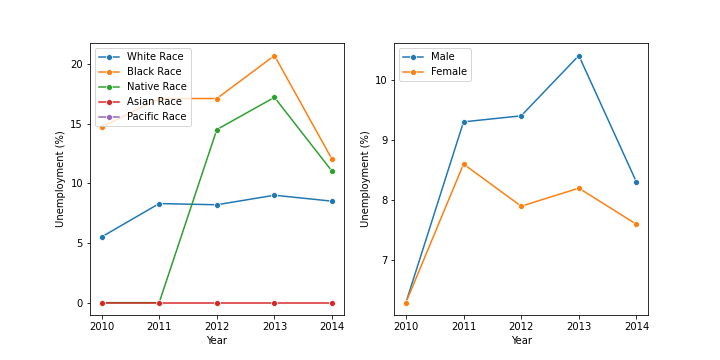 White Race
Black Race
Native Race
Asian Race
Pacific Race
Unemployment (%)
20
15
10
5
0
2010 2011 2012 2013 2014
Year
Male
Female
Unemployment (%)
10
9
8
7
2010 2011 2012 2013 2014
Year